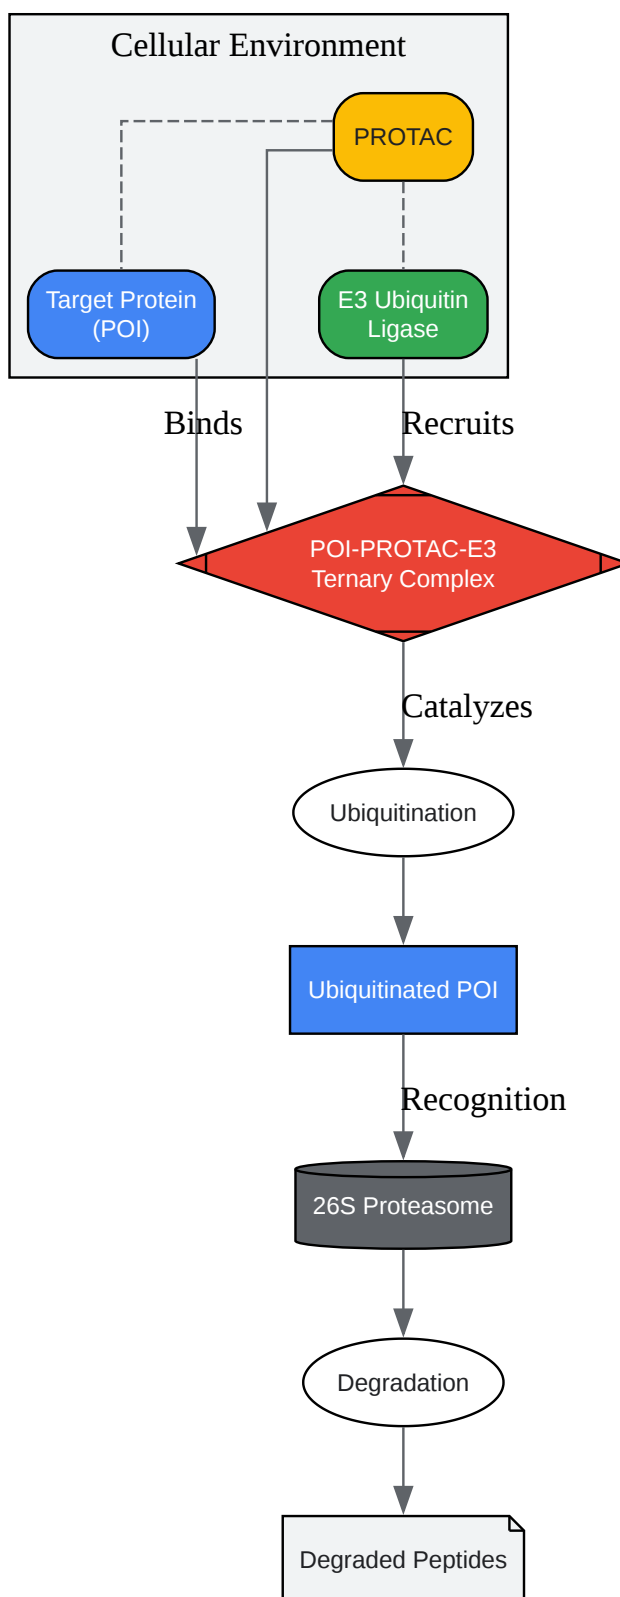 Cellular Environment
PROTAC
Target Protein
(POI)
E3 Ubiquitin
Ligase
Binds
Recruits
POI-PROTAC-E3
Ternary Complex
Catalyzes
Ubiquitination
Ubiquitinated POI
Recognition
26S Proteasome
Degradation
Degraded Peptides